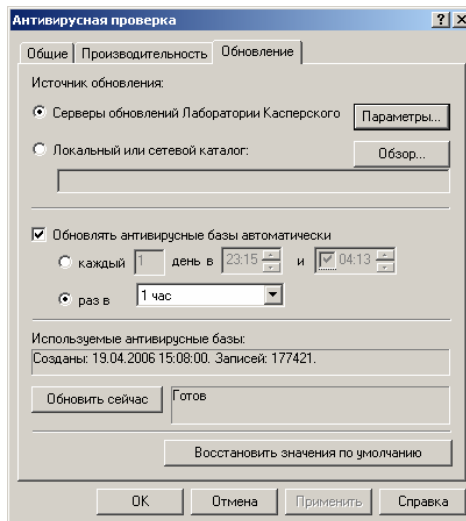 Антивирусная проверка
Общие Производительность Обновление
Источник обновления:
Серверы обновлений Лаборатории Касперского Параметры...
Локальный или сетевой каталог: Обзор...
Обновлять антивирусные базы автоматически
каждый 1 день в 23:15 и 04:13
раз в 1 час
Используемые антивирусные базы:
Созданы: 19.04.2006 15:08:00. Записей: 177421.
Обновить сейчас Готов
Восстановить значения по умолчанию
OK Отмена Применить Справка